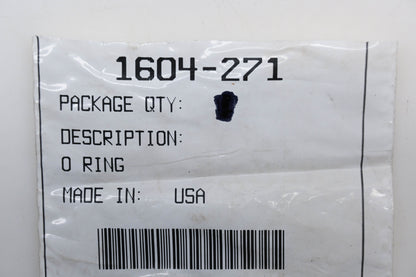 1604-271
PACKAGE QTY:
DESCRIPTION:
O RING
MADE IN: USA